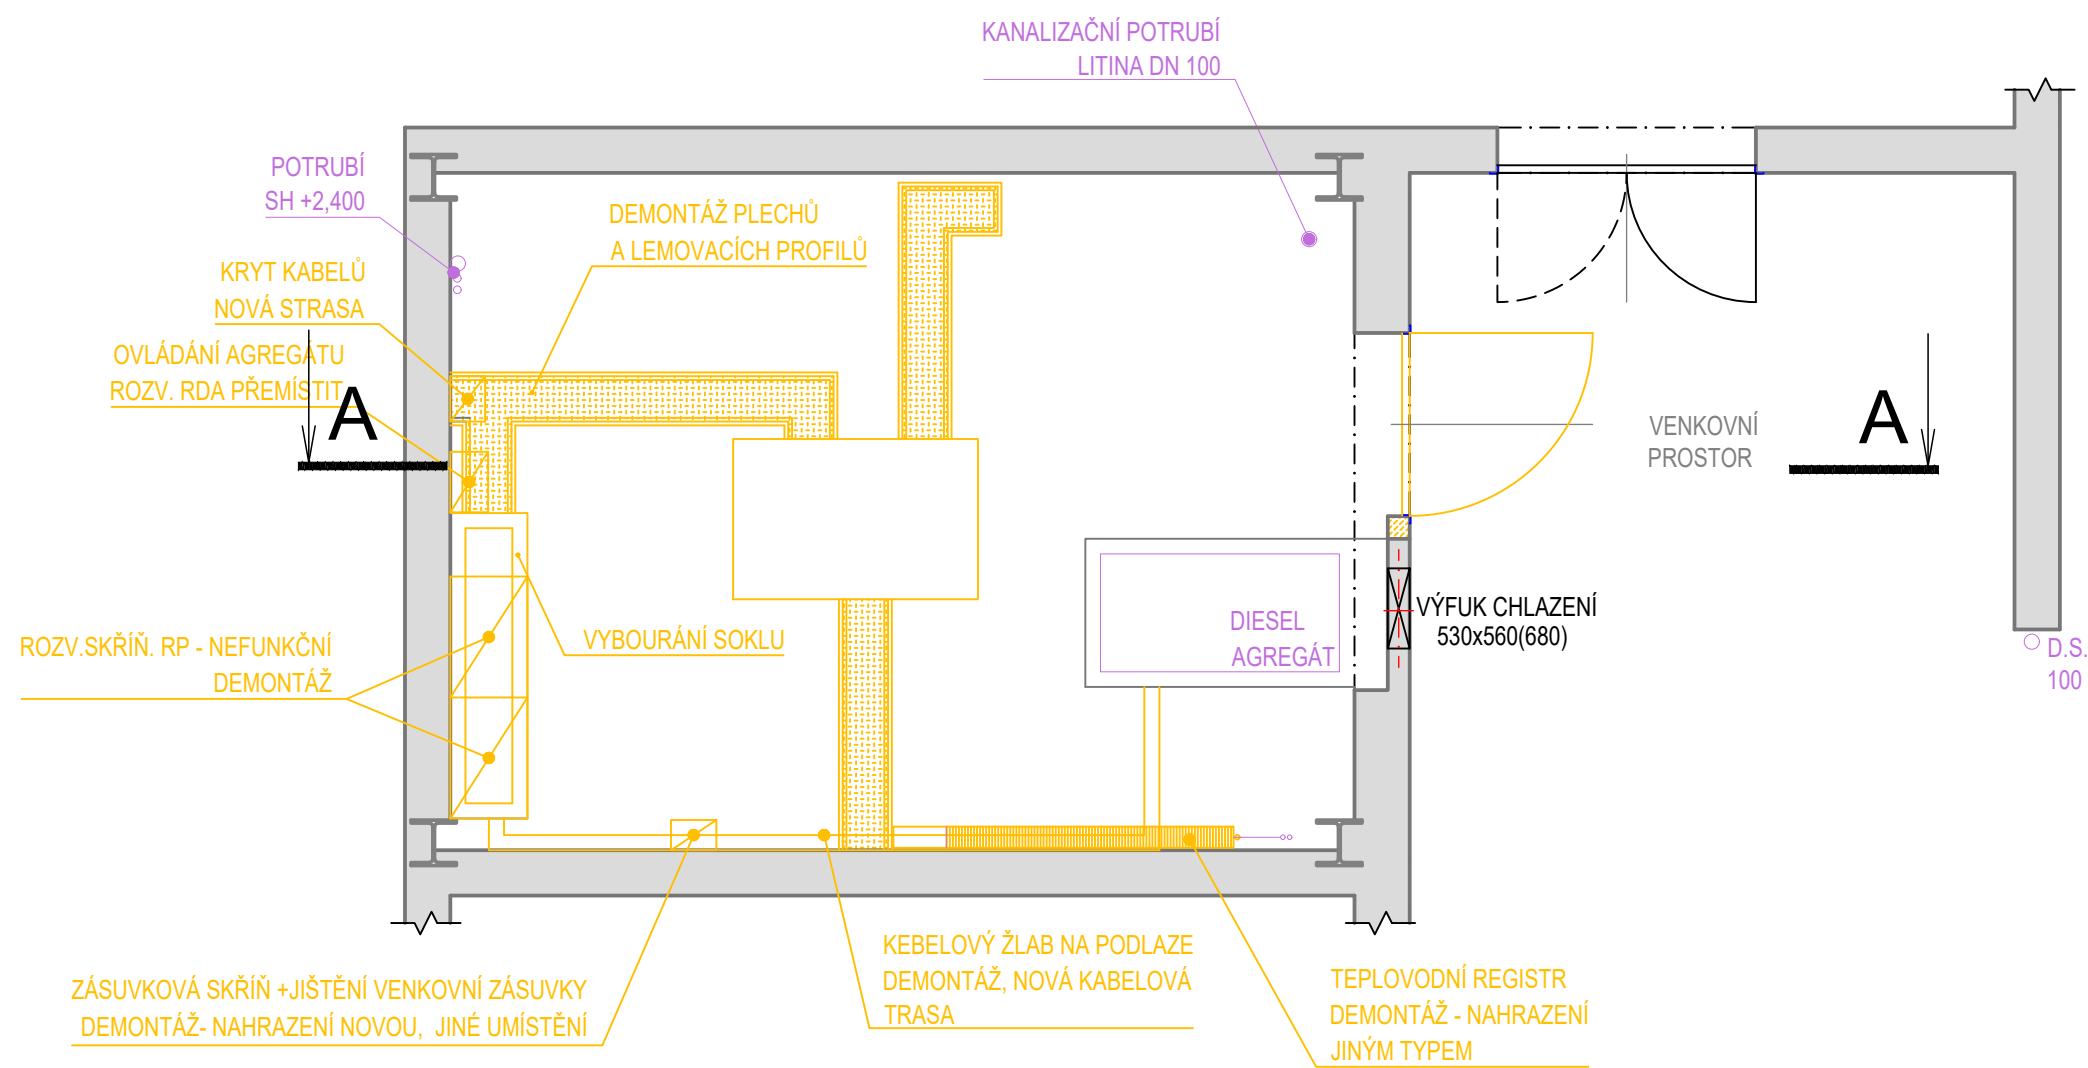 KANALIZAČNÍ POTRUBÍ
LITINA DN 100
POTRUBÍ
SH +2,400
DEMONTÁŽ PLECHŮ
A LEMOVACÍCH PROFILŮ
KRYT KABELŮ
NOVÁ STRASA
OVLÁDÁNÍ AGREGÁTU
ROZV. RDA PŘEMÍSTIT
A
A
VENKOVNÍ
PROSTOR
VÝFUK CHLAZENÍ
530x560(680)
DIESEL
AGREGÁT
VYBOURÁNÍ SOKLU
ROZV.SKŘÍŇ. RP - NEFUNKČNÍ
DEMONTÁŽ
D.S.
100
KEBELOVÝ ŽLAB NA PODLAZE
DEMONTÁŽ, NOVÁ KABELOVÁ
TRASA
TEPLOVODNÍ REGISTR
DEMONTÁŽ - NAHRAZENÍ
JINÝM TYPEM
ZÁSUVKOVÁ SKŘÍŇ +JIŠTĚNÍ VENKOVNÍ ZÁSUVKY
DEMONTÁŽ- NAHRAZENÍ NOVOU, JINÉ UMÍSTĚNÍ